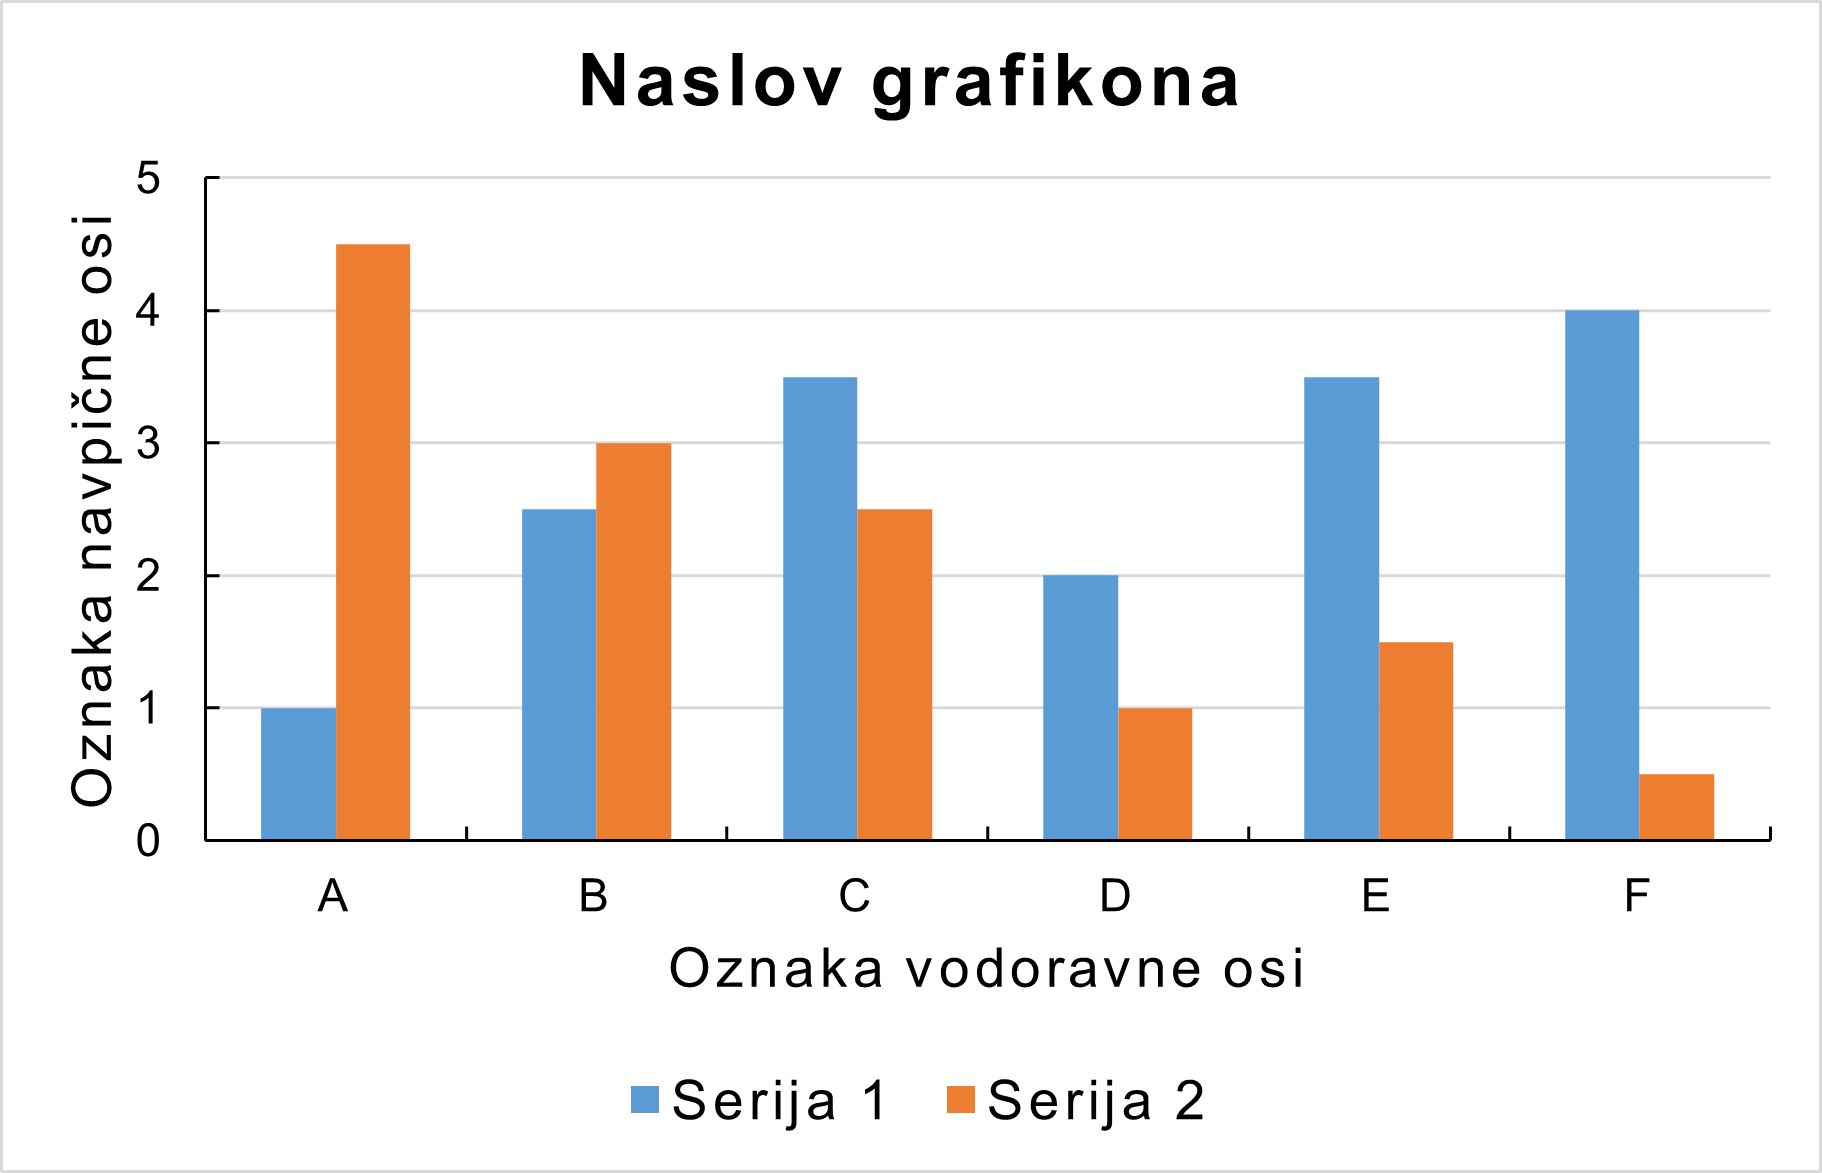 Naslov grafikona
Oznaka navpične osi
5
4
3
2
1
0
A B C D E F
Oznaka vodoravne osi
Serija 1 Serija 2